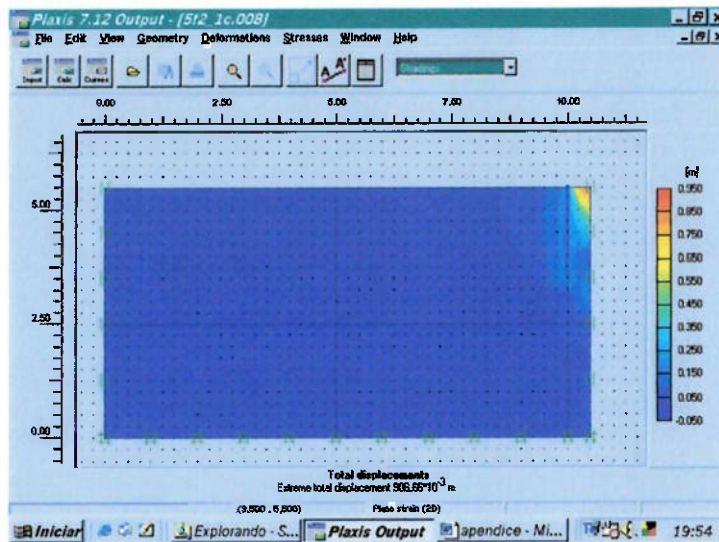 Plaxis 7.12 Output - [5f2_1c.008]
File Edit View Geometry Deformations Stresses Window Help
Input Calc Curves Shadings
0.00 2.50 5.00 7.50 10.00
[m]
0.950
0.850
0.750
0.650
0.550
0.450
0.350
0.250
0.150
0.050
-0.050
5.00
2.50
0.00
Total displacements
Extreme total displacement 906.66*10-3 m
(3,500 , 5,800) Plane strain (2D)
Iniciar Explorando - S... Plaxis Output apendice - Mi... 19:54